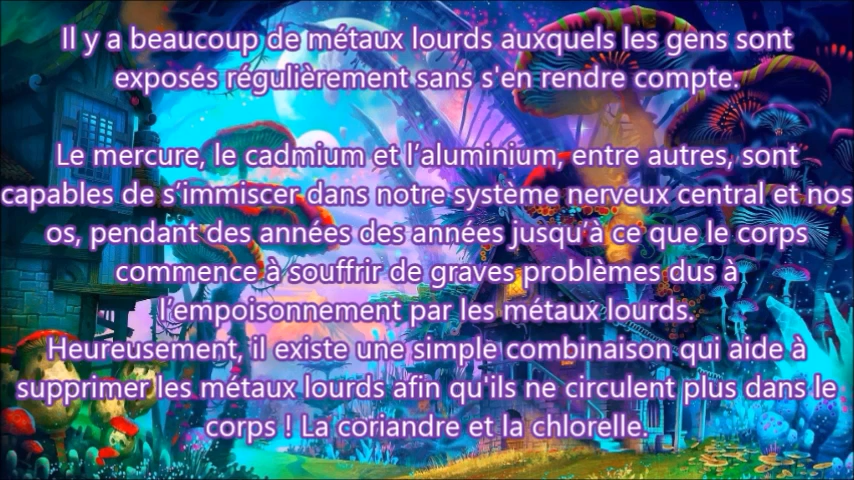 Il y a beaucoup de métaux lourds auxquels les gens sont
exposés régulièrement sans s'en rendre compte.
Le mercure, le cadmium et l’aluminium, entre autres, sont
capables de s’immiscer dans notre système nerveux central et nos
os, pendant des années des années jusqu’à ce que le corps
commence à souffrir de graves problèmes dus à
l’empoisonnement par les métaux lourds.
Heureusement, il existe une simple combinaison qui aide à
supprimer les métaux lourds afin qu'ils ne circulent plus dans le
corps ! La coriandre et la chlorelle.